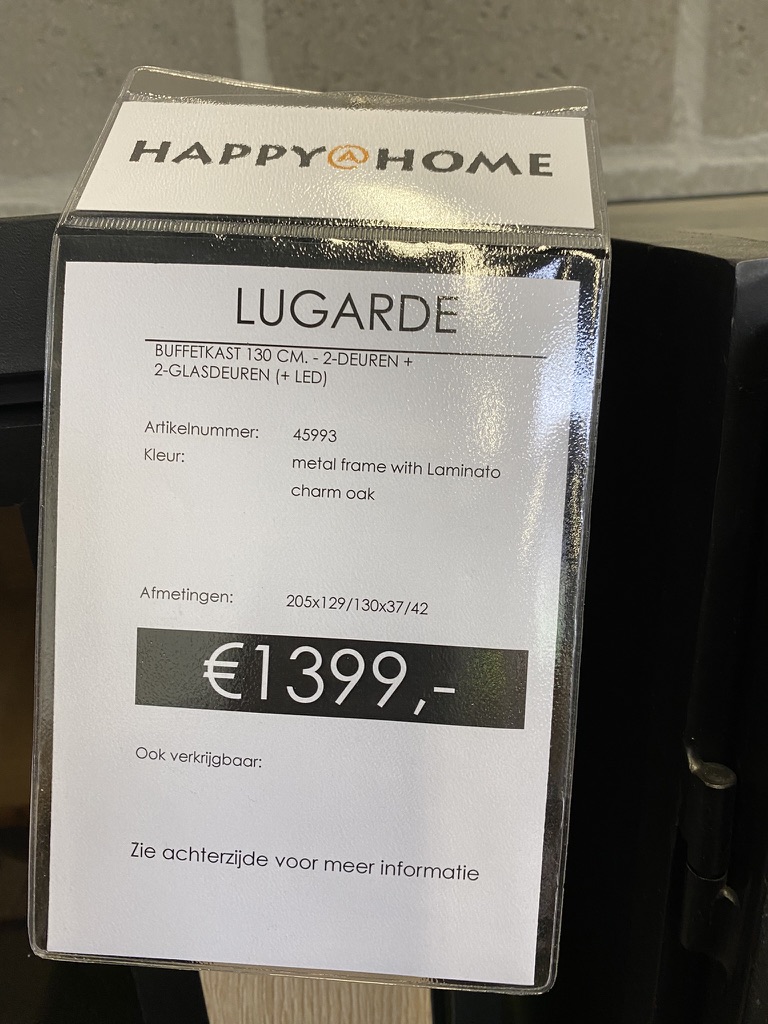 HAPPY@HOME
LUGARDE
BUFFETKAST 130 CM. - 2-DEUREN +
2-GLASDEUREN (+ LED)
Artikelnummer: 45993
Kleur: metal frame with Laminato
charm oak
Afmetingen: 205x129/130x37/42
€1399,-
Ook verkrijgbaar:
Zie achterzijde voor meer informatie